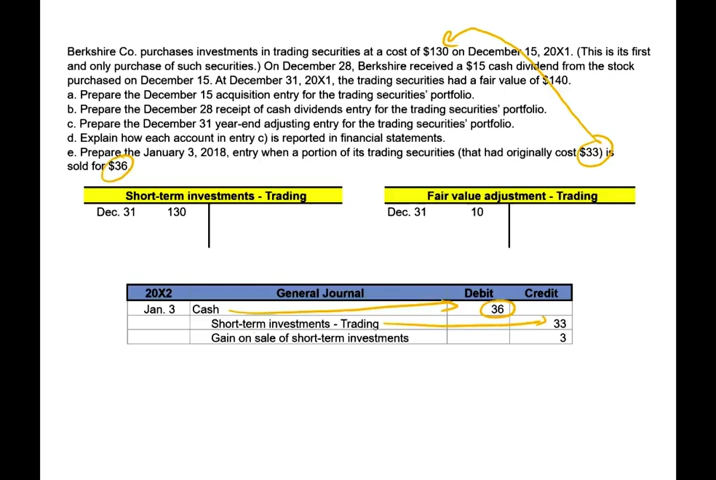 Berkshire Co. purchases investments in trading securities at a cost of $130 on December 15, 20X1. (This is its first
and only purchase of such securities.) On December 28, Berkshire received a $15 cash dividend from the stock
purchased on December 15. At December 31, 20X1, the trading securities had a fair value of $140.
a. Prepare the December 15 acquisition entry for the trading securities' portfolio.
b. Prepare the December 28 receipt of cash dividends entry for the trading securities' portfolio.
c. Prepare the December 31 year-end adjusting entry for the trading securities' portfolio.
d. Explain how each account in entry c) is reported in financial statements.
e. Prepare the January 3, 2018, entry when a portion of its trading securities (that had originally cost $33) is
sold for $36
Short-term investments - Trading
Dec. 31 130
Fair value adjustment - Trading
Dec. 31 10
20X2 General Journal Debit Credit
Jan. 3 Cash 36
Short-term investments - Trading 33
Gain on sale of short-term investments 3